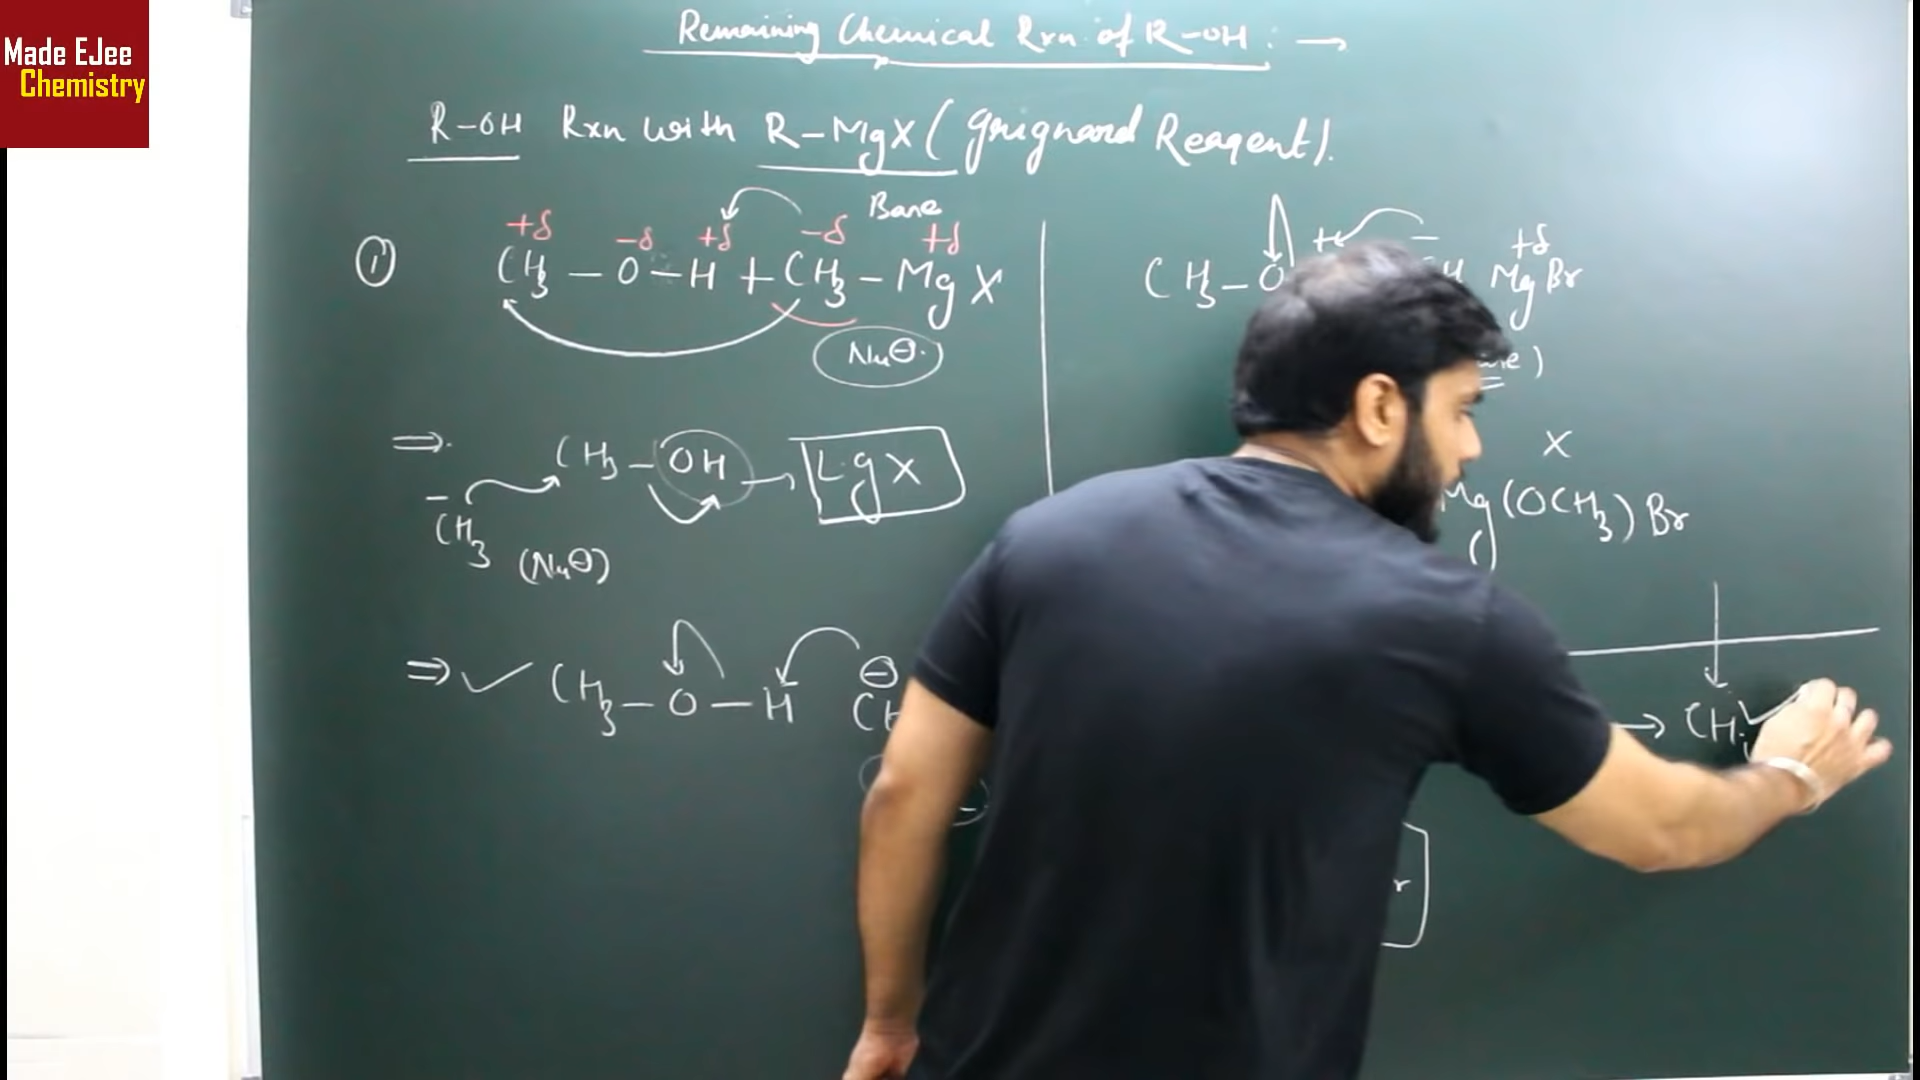 Made EJee
Chemistry
Remaining Chemical Rxn. of R-OH : →
R-OH Rxn with R-MgX (Grignard Reagent).
Base
+δ -δ +δ -δ +δ
① CH3-O-H + CH3-MgX
Nu⊖
⇒ CH3-OH → LgX
-
CH3 (Nu⊖)
⇒ ✓ CH3-O-H ⊖
+ - +δ
CH3-O MgBr
X
Mg(OCH3)Br
→ CH